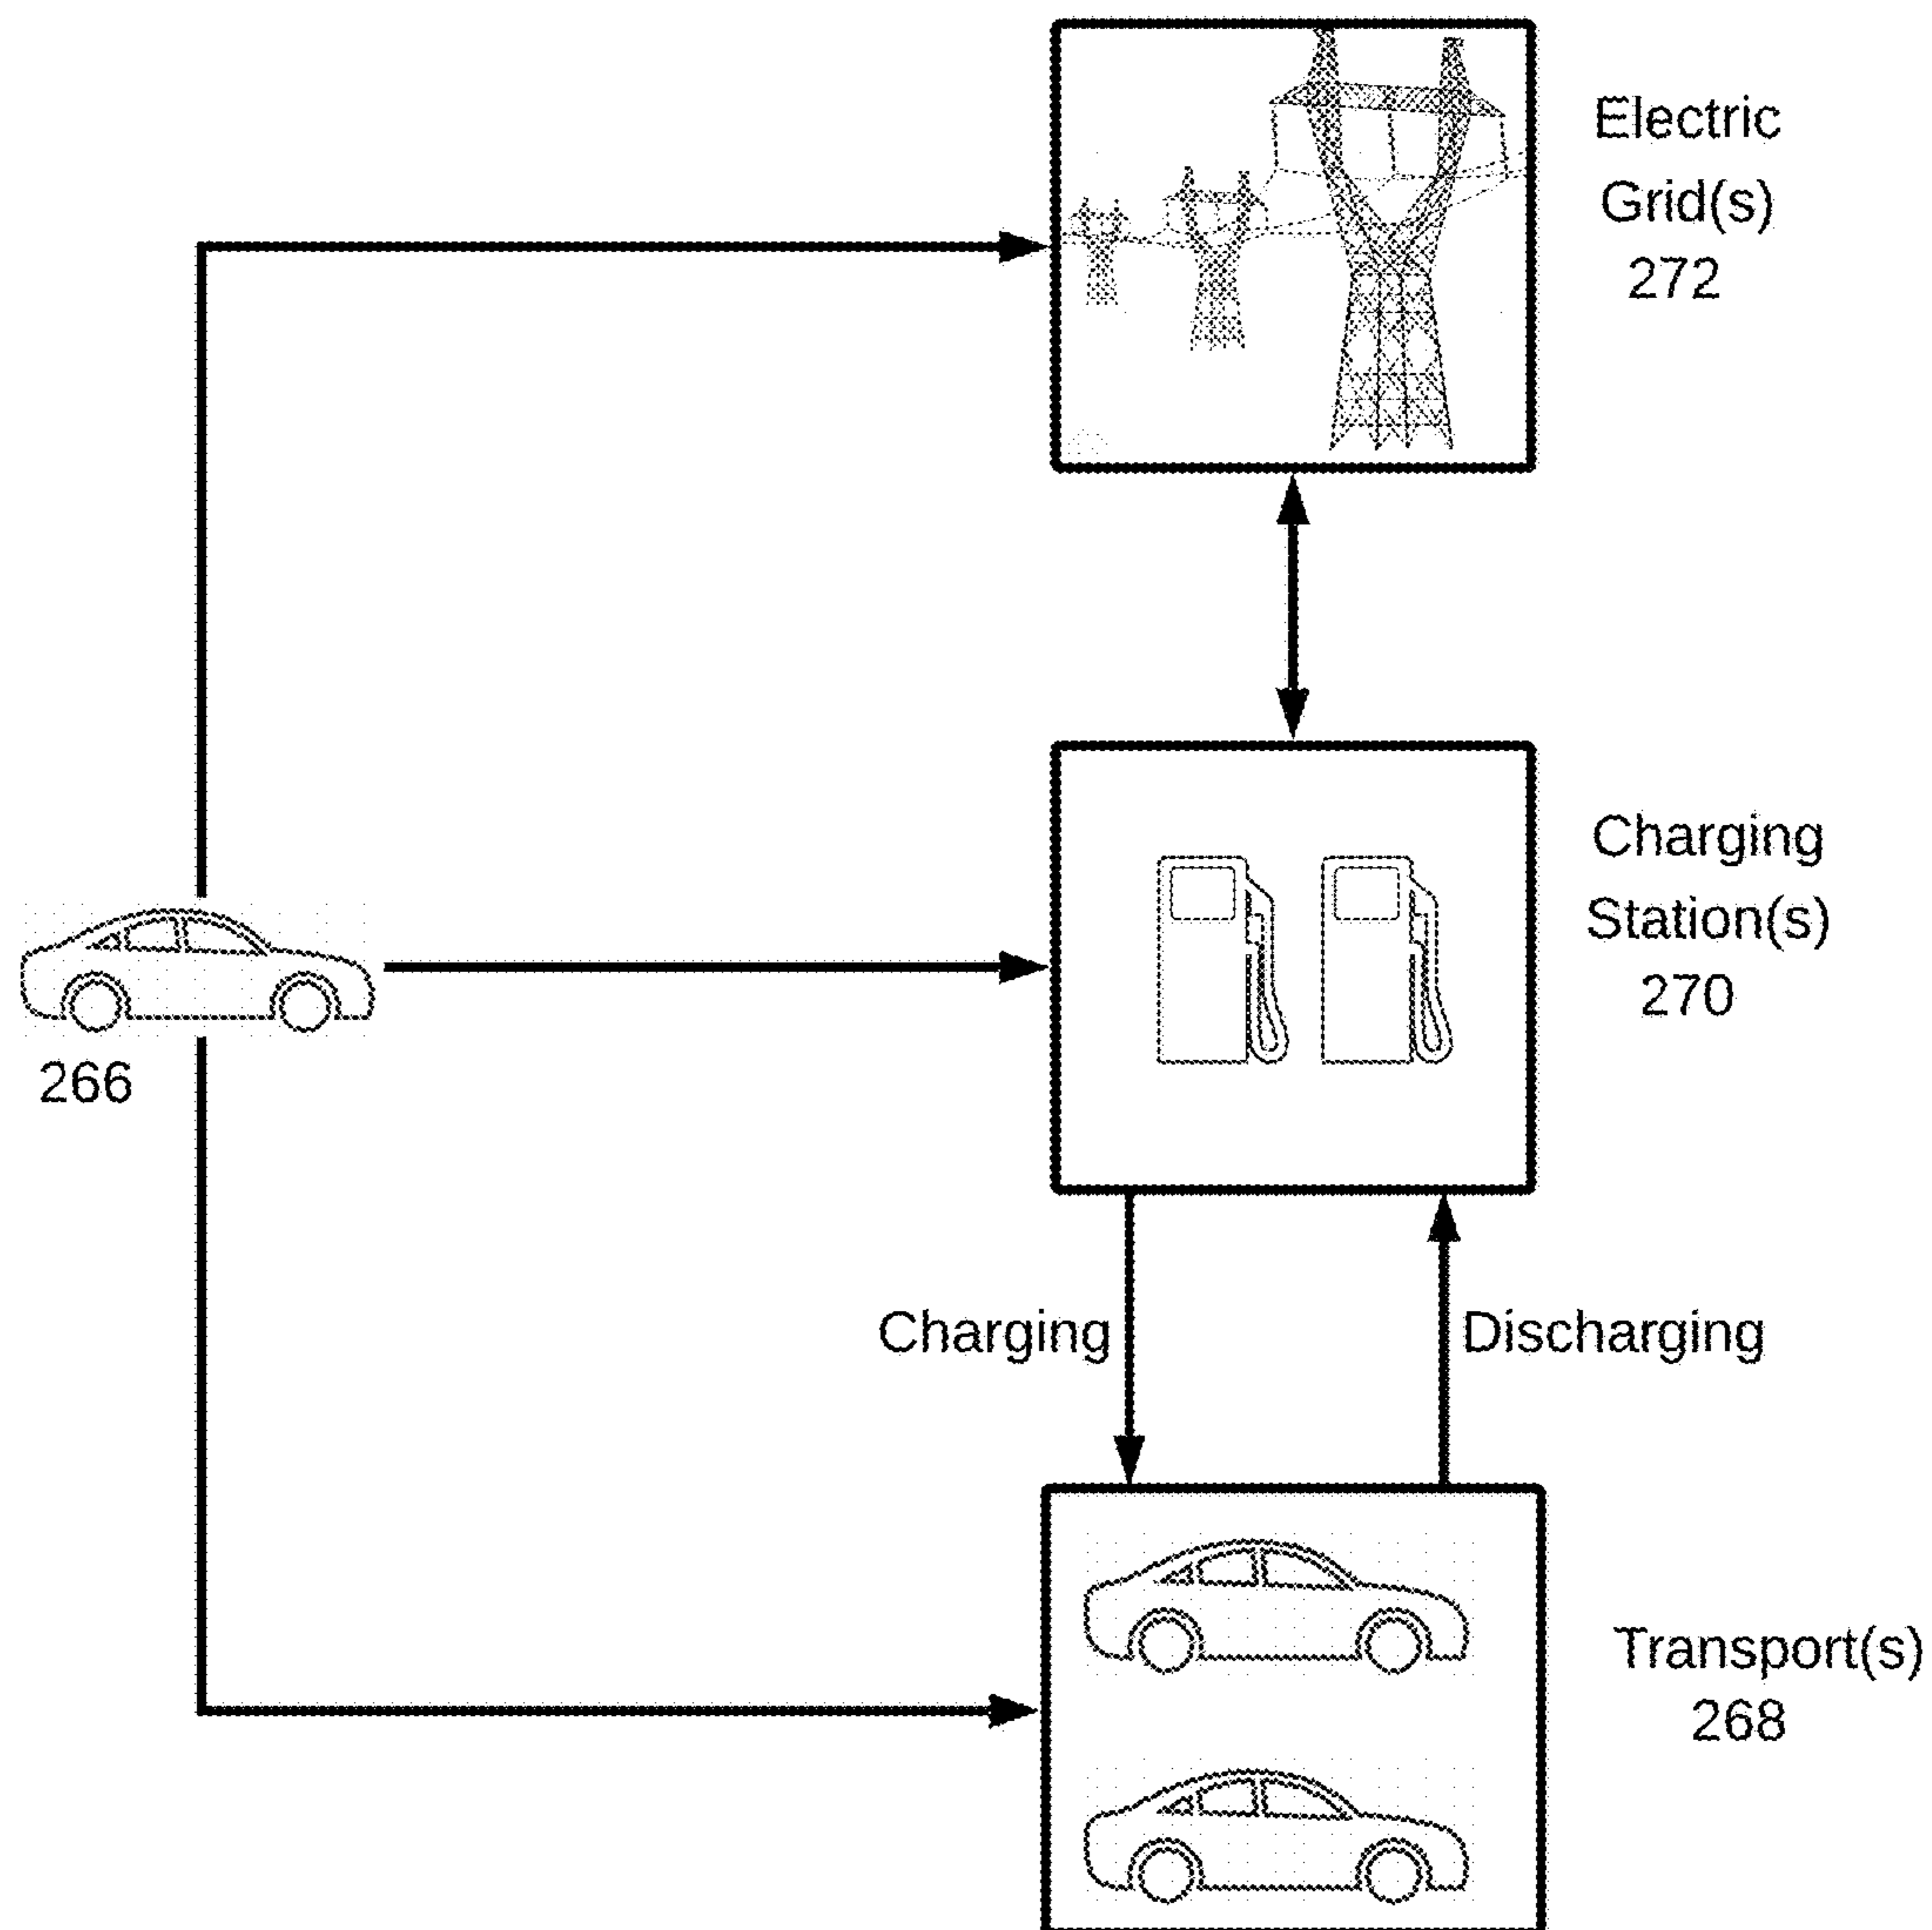 Electric
Grid(s)
272
Charging
Station(s)
270
266
Charging
Discharging
Transport(s)
268